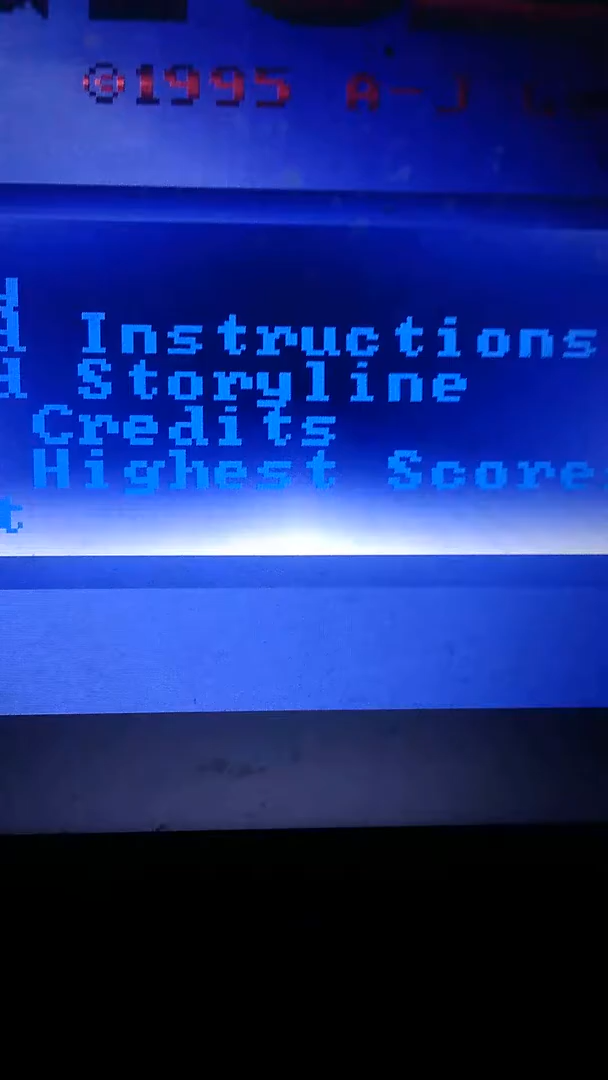 ©1995 A-J
d
d Instructions
d Storyline
Credits
Highest Score
t